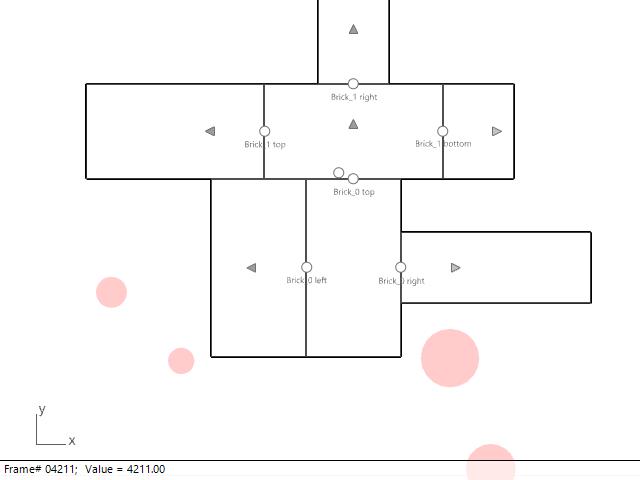 Brick_1 right
Brick_1 top
Brick_1 bottom
Brick_0 top
Brick_0 left
Brick_0 right
y
x
Frame# 04211; Value = 4211.00